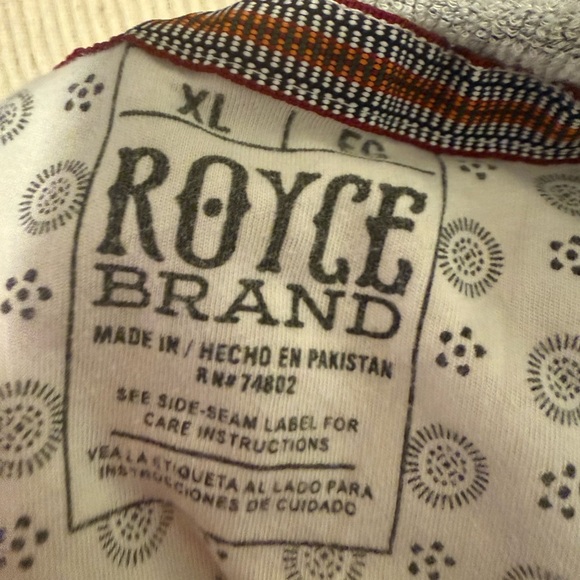 XL | EG
ROYCE
BRAND
MADE IN / HECHO EN PAKISTAN
RN# 74802
SEE SIDE-SEAM LABEL FOR
CARE INSTRUCTIONS
VEA LA ETIQUETA AL LADO PARA
INSTRUCCIONES DE CUIDADO